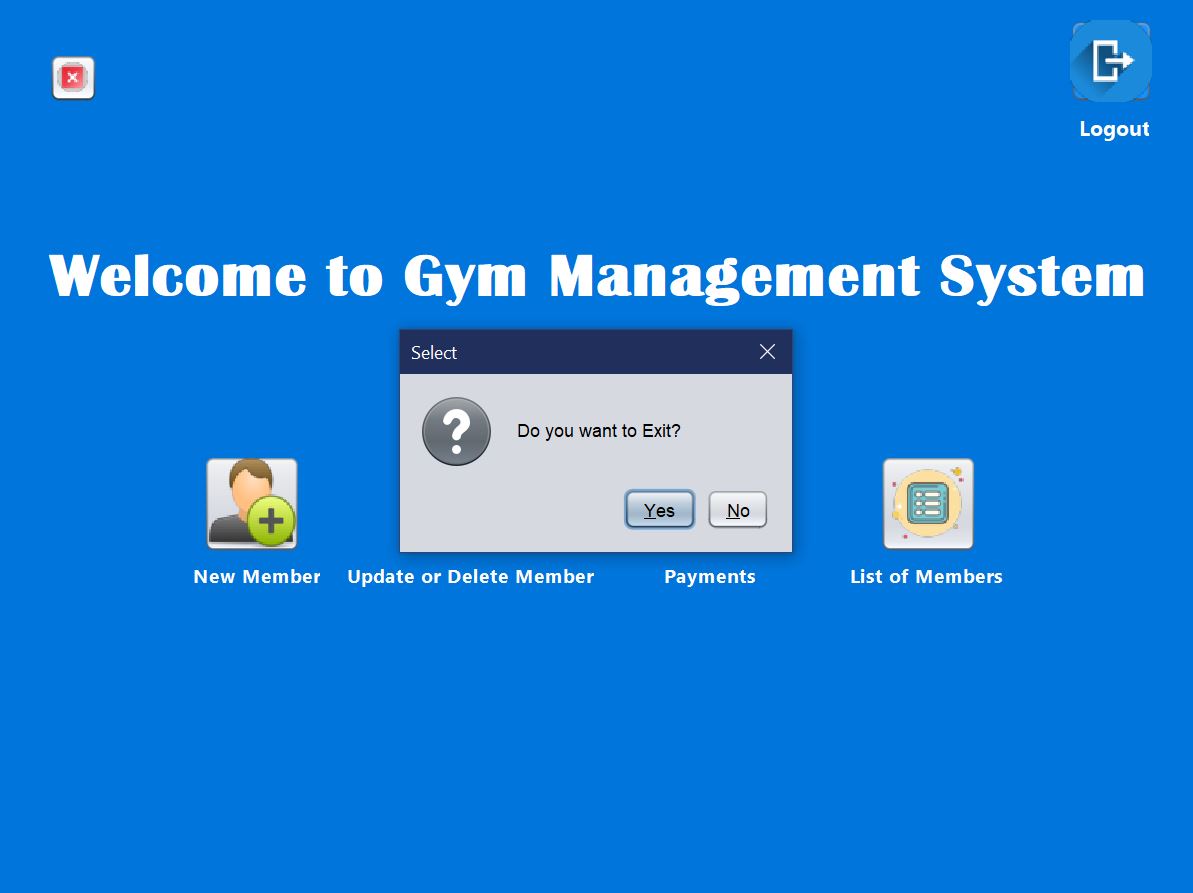 Logout
Welcome to Gym Management System
Select
Do you want to Exit?
Yes No
New Member Update or Delete Member Payments List of Members